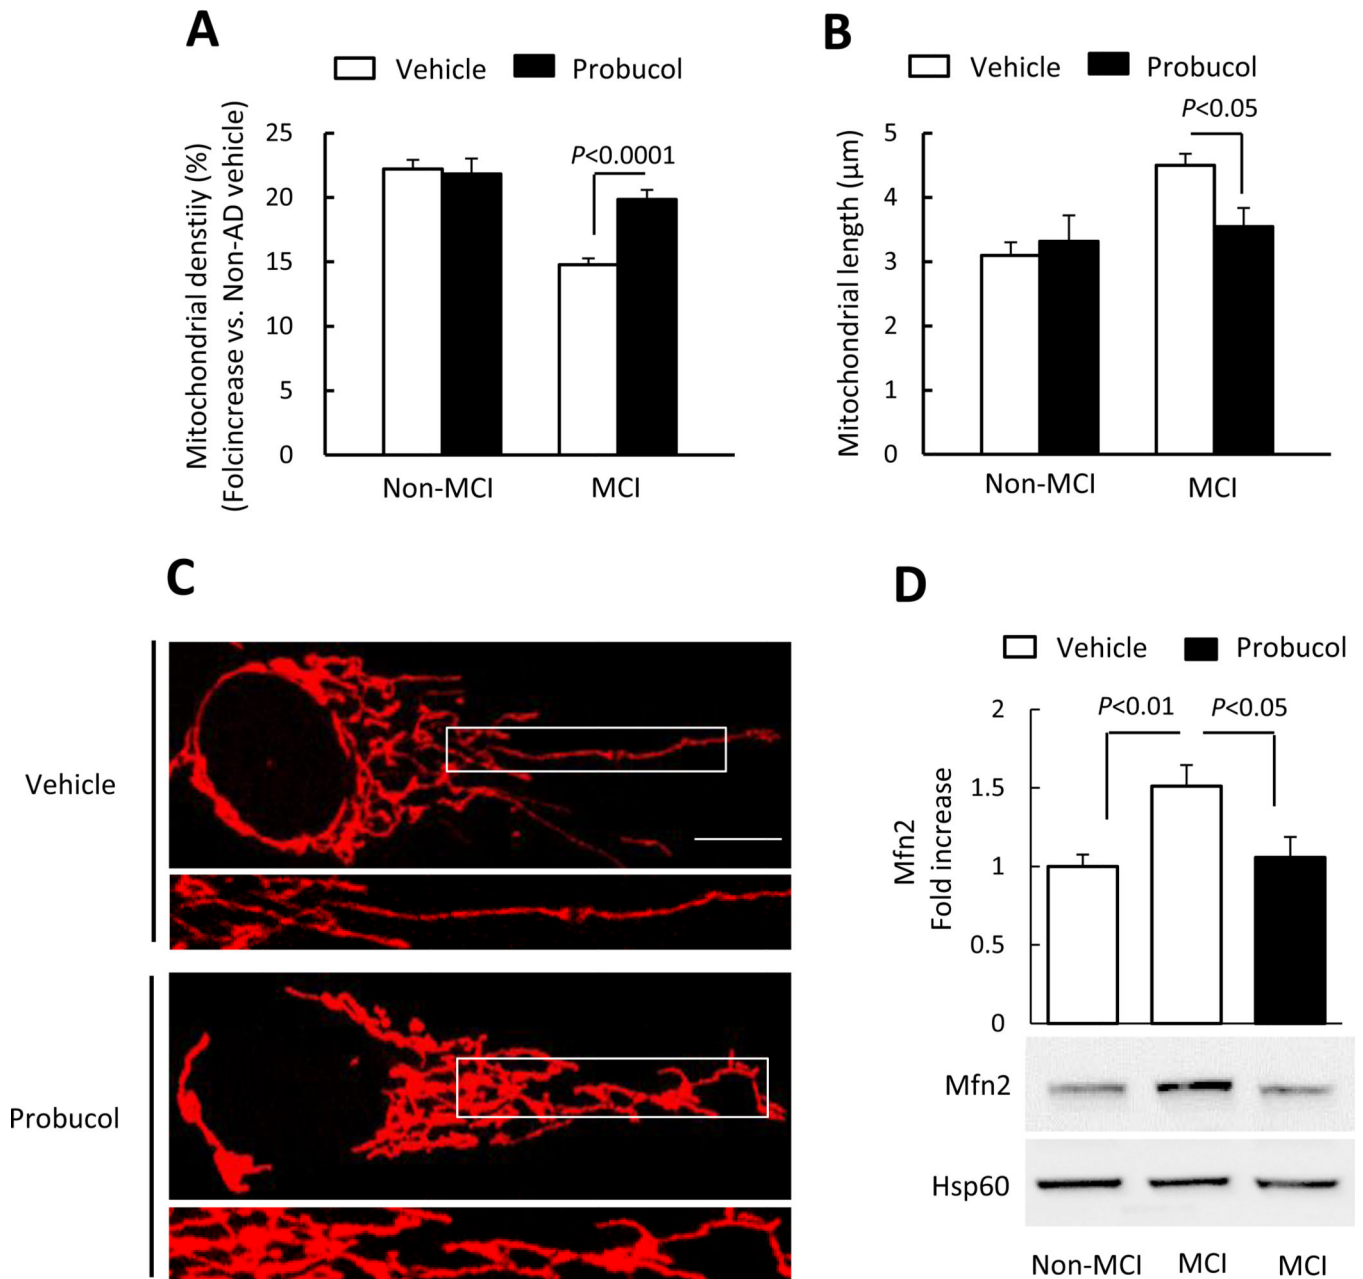 A
Vehicle Probucol
Mitochondrial denstiiy (%)
(Folcincrease vs. Non-AD vehicle)
25
20
15
10
5
0
P<0.0001
Non-MCI MCI
B
Vehicle Probucol
Mitochondrial length (µm)
5
4
3
2
1
0
P<0.05
Non-MCI MCI
C
Vehicle
Probucol
D
Vehicle Probucol
Mfn2
Fold increase
2
1.5
1
0.5
0
P<0.01 P<0.05
Mfn2
Hsp60
Non-MCI MCI MCI